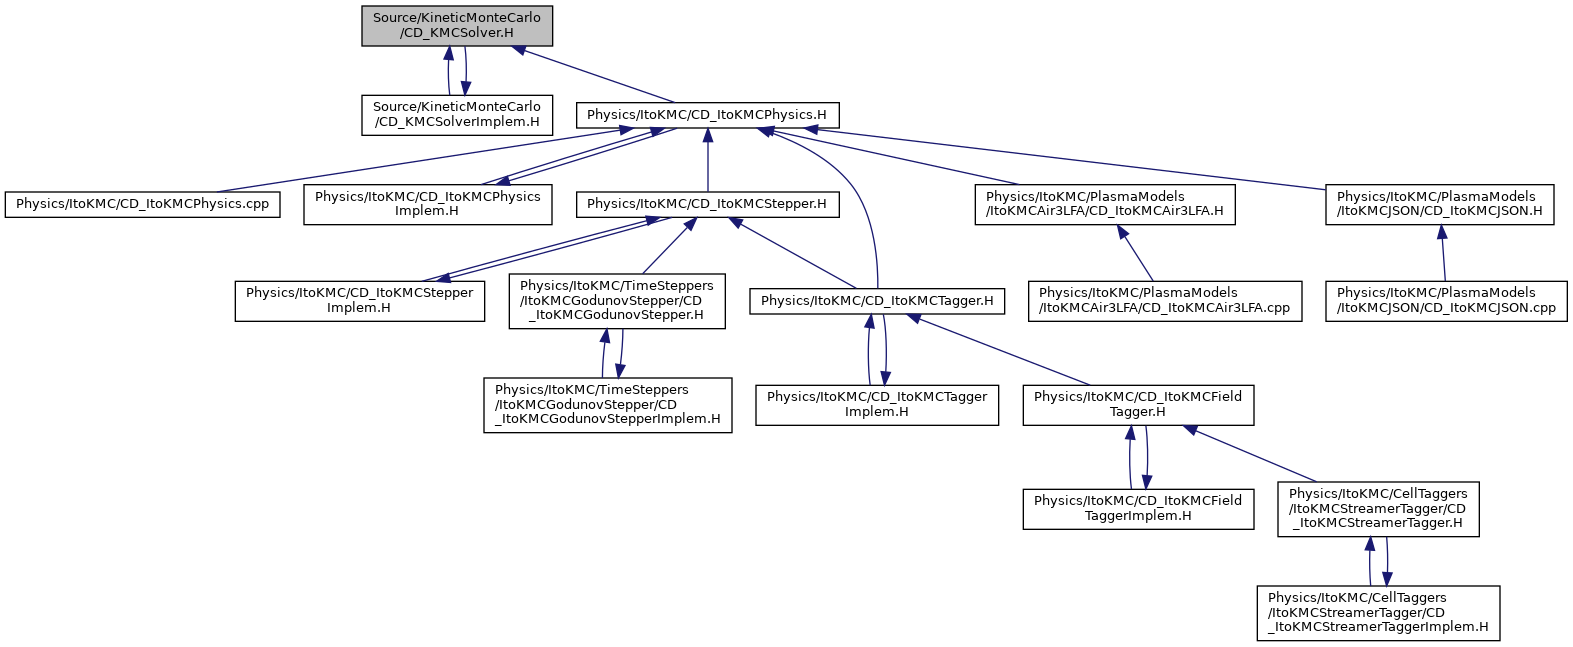 Source/KineticMonteCarlo
/CD_KMCSolver.H
Source/KineticMonteCarlo
/CD_KMCSolverImplem.H
Physics/ItoKMC/CD_ItoKMCPhysics.H
Physics/ItoKMC/CD_ItoKMCPhysics.cpp
Physics/ItoKMC/CD_ItoKMCPhysics
Implem.H
Physics/ItoKMC/CD_ItoKMCStepper.H
Physics/ItoKMC/PlasmaModels
/ItoKMCAir3LFA/CD_ItoKMCAir3LFA.H
Physics/ItoKMC/PlasmaModels
/ItoKMCJSON/CD_ItoKMCJSON.H
Physics/ItoKMC/CD_ItoKMCStepper
Implem.H
Physics/ItoKMC/TimeSteppers
/ItoKMCGodunovStepper/CD
_ItoKMCGodunovStepper.H
Physics/ItoKMC/CD_ItoKMCTagger.H
Physics/ItoKMC/PlasmaModels
/ItoKMCAir3LFA/CD_ItoKMCAir3LFA.cpp
Physics/ItoKMC/PlasmaModels
/ItoKMCJSON/CD_ItoKMCJSON.cpp
Physics/ItoKMC/TimeSteppers
/ItoKMCGodunovStepper/CD
_ItoKMCGodunovStepperImplem.H
Physics/ItoKMC/CD_ItoKMCTagger
Implem.H
Physics/ItoKMC/CD_ItoKMCField
Tagger.H
Physics/ItoKMC/CD_ItoKMCField
TaggerImplem.H
Physics/ItoKMC/CellTaggers
/ItoKMCStreamerTagger/CD
_ItoKMCStreamerTagger.H
Physics/ItoKMC/CellTaggers
/ItoKMCStreamerTagger/CD
_ItoKMCStreamerTaggerImplem.H